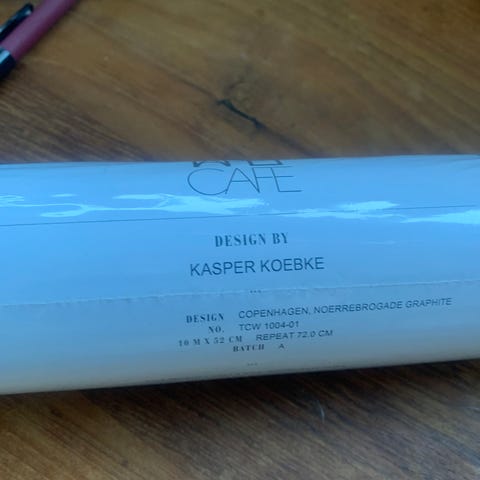 CAFE
DESIGN BY
KASPER KOEBKE
DESIGN COPENHAGEN, NOERREBROGADE GRAPHITE
NO. TCW 1004-01
10 M X 52 CM REPEAT 72.0 CM
BATCH A